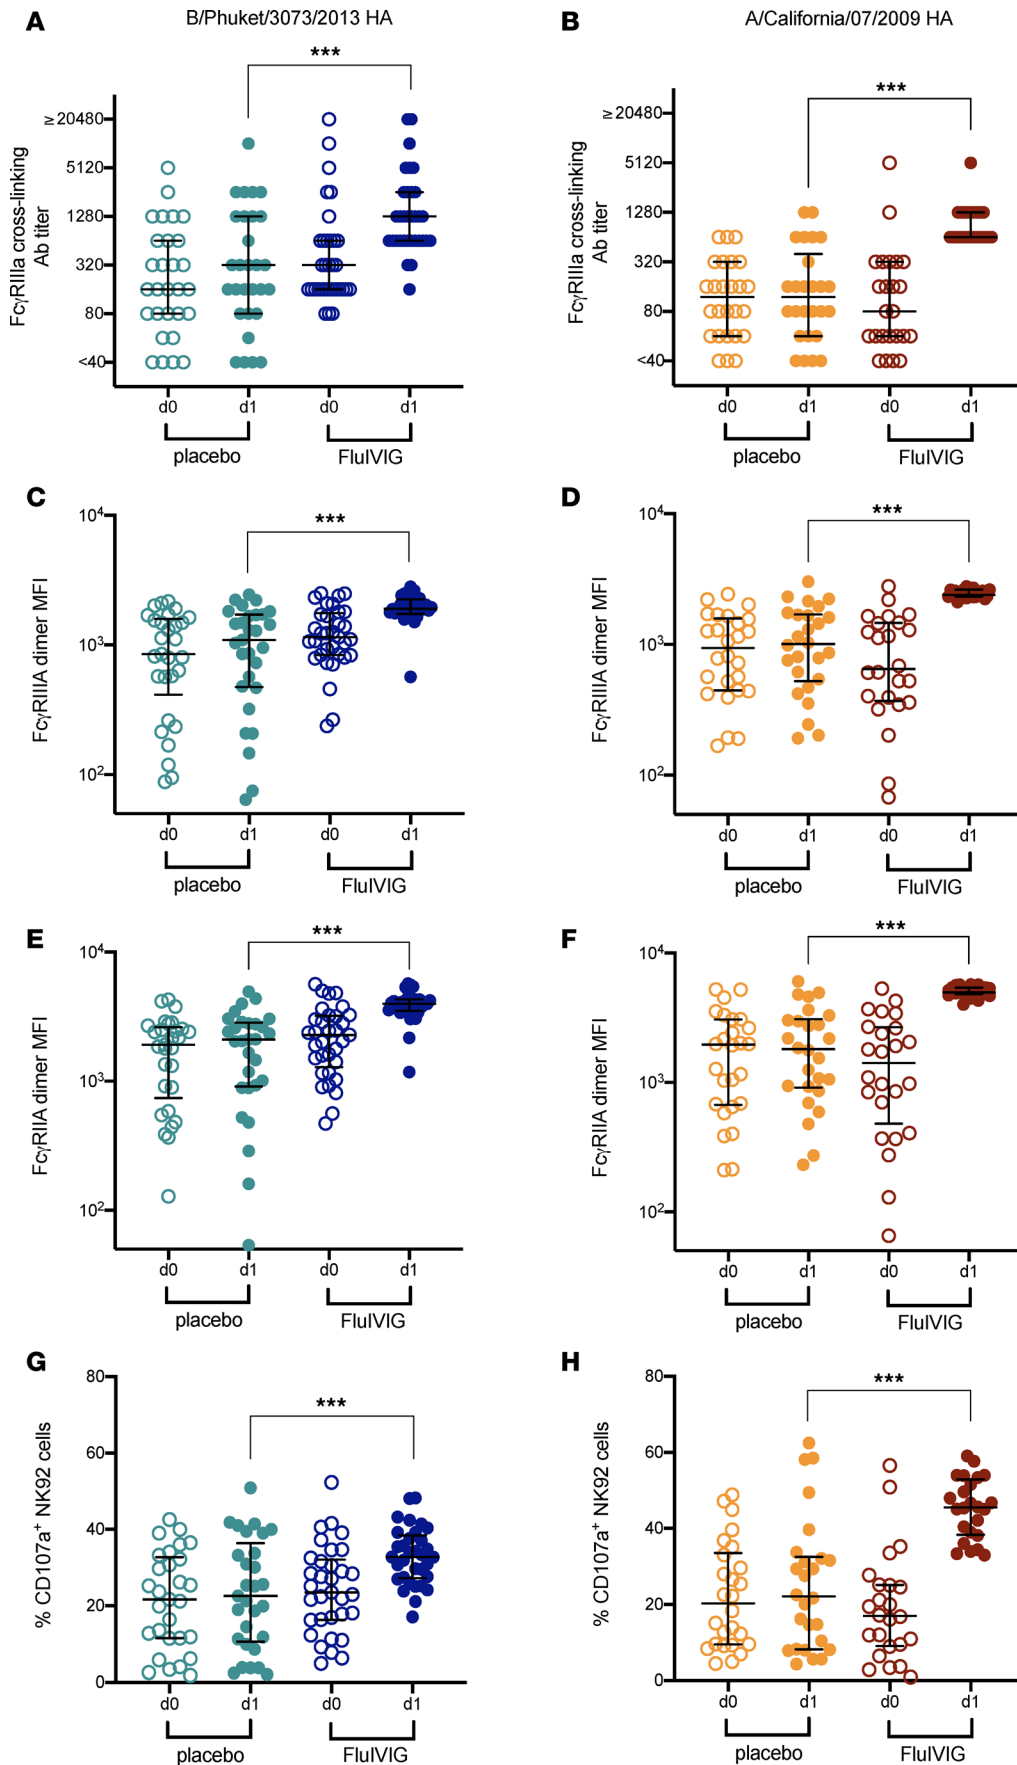 B/Phuket/3073/2013 HA
A/California/07/2009 HA
A
***
FcγRIIIa cross-linking
Ab titer
≥20480
5120
1280
320
80
<40
d0 d1 d0 d1
placebo FluIVIG
B
***
FcγRIIIa cross-linking
Ab titer
≥20480
5120
1280
320
80
<40
d0 d1 d0 d1
placebo FluIVIG
C
***
FcγRIIIA dimer MFI
10⁴
10³
10²
d0 d1 d0 d1
placebo FluIVIG
D
***
FcγRIIIA dimer MFI
10⁴
10³
10²
d0 d1 d0 d1
placebo FluIVIG
E
***
FcγRIIA dimer MFI
10⁴
10³
10²
d0 d1 d0 d1
placebo FluIVIG
F
***
FcγRIIA dimer MFI
10⁴
10³
10²
d0 d1 d0 d1
placebo FluIVIG
G
***
% CD107a⁺ NK92 cells
80
60
40
20
0
d0 d1 d0 d1
placebo FluIVIG
H
***
% CD107a⁺ NK92 cells
80
60
40
20
0
d0 d1 d0 d1
placebo FluIVIG